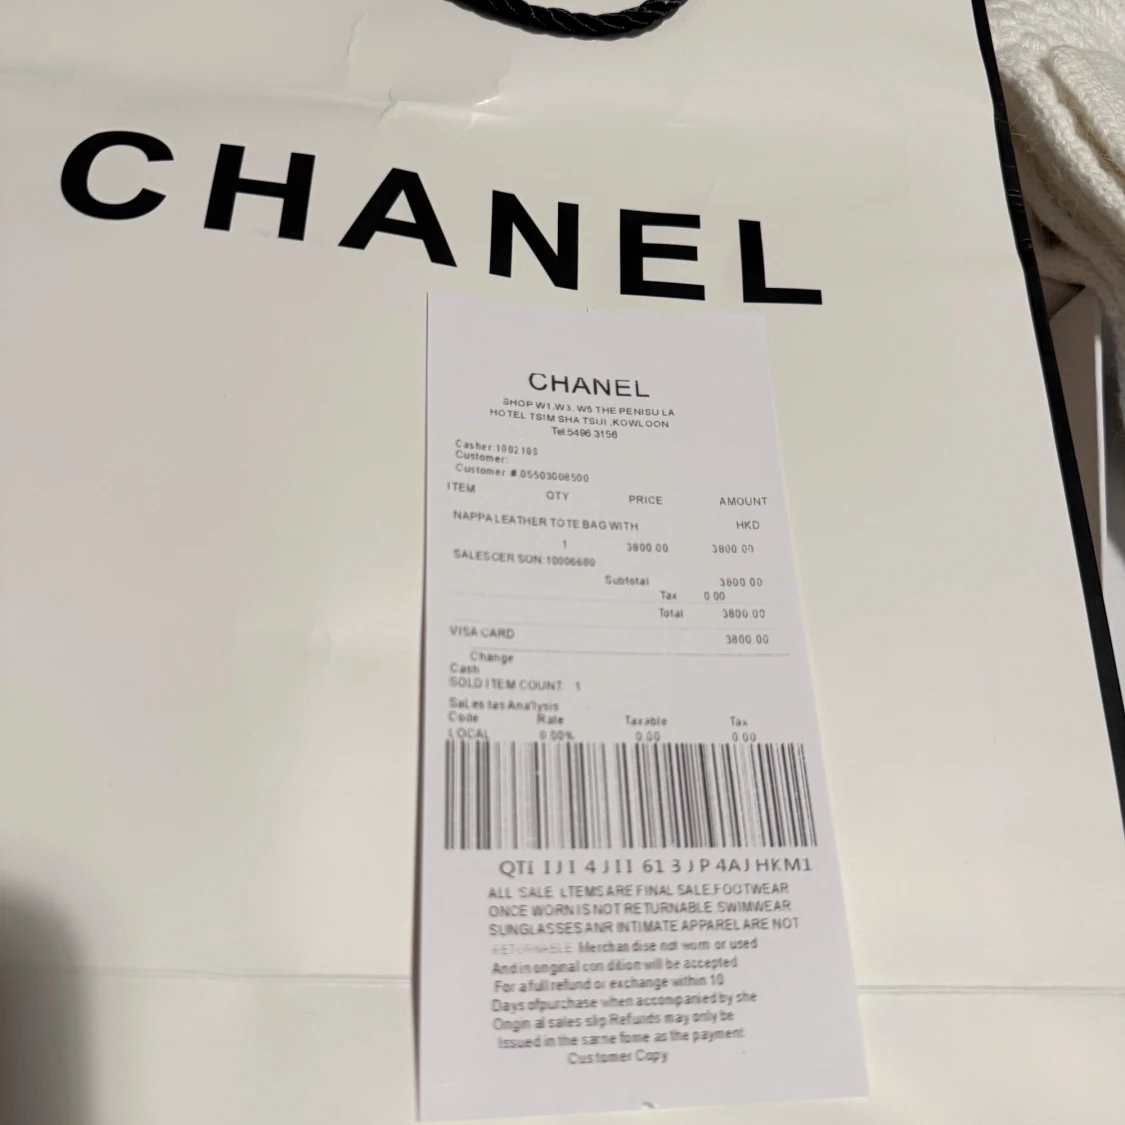 CHANEL
CHANEL
SHOP W1,W3, W5 THE PENISU LA
HOTEL TSIM SHA TSUI ,KOWLOON
Tel.5496 3156
Casher:1002103
Customer:
Customer # 05503008500
ITEM QTY PRICE AMOUNT
NAPPA LEATHER TOTE BAG WITH HKD
1 3800.00 3800.00
SALESCER SON:10006680
Subtotal 3800.00
Tax 0.00
Total 3800.00
VISA CARD 3800.00
Change
Cash
SOLD ITEM COUNT 1
Sal es tas Ana'lysis
Code Rate Taxable Tax
LOCAL 0.00% 0.00 0.00
QTI IJ I 4 J II 61 3 J P 4AJ HKM1
ALL SALE LTEMS ARE FINAL SALE,FOOTWEAR
ONCE WORN IS NOT RETURNABLE.SWIMWEAR
SUNGLASSES ANR INTIMATE APPAREL ARE NOT
RETURNABLE Merchan dise not worn or used
And in original con dition will be accepted
For a full refund or exchange within 10
Days ofpurchase when accompanied by she
Ongin al sales slip Refunds may only be
Issued in the same fome as the payment
Customer Copy